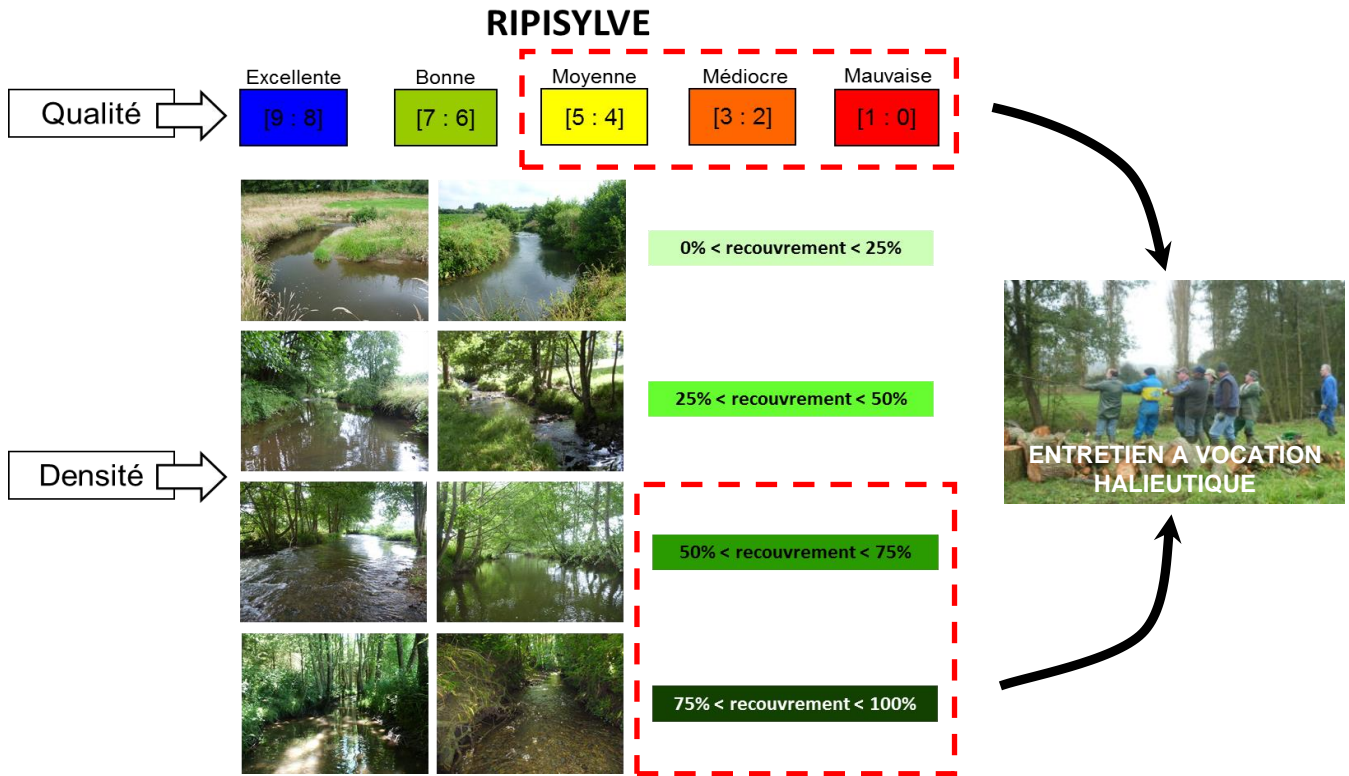 RIPISYLVE
Qualité
Excellente
[9 : 8]
Bonne
[7 : 6]
Moyenne
[5 : 4]
Médiocre
[3 : 2]
Mauvaise
[1 : 0]
0% < recouvrement < 25%
25% < recouvrement < 50%
Densité
50% < recouvrement < 75%
75% < recouvrement < 100%
ENTRETIEN A VOCATION
HALIEUTIQUE